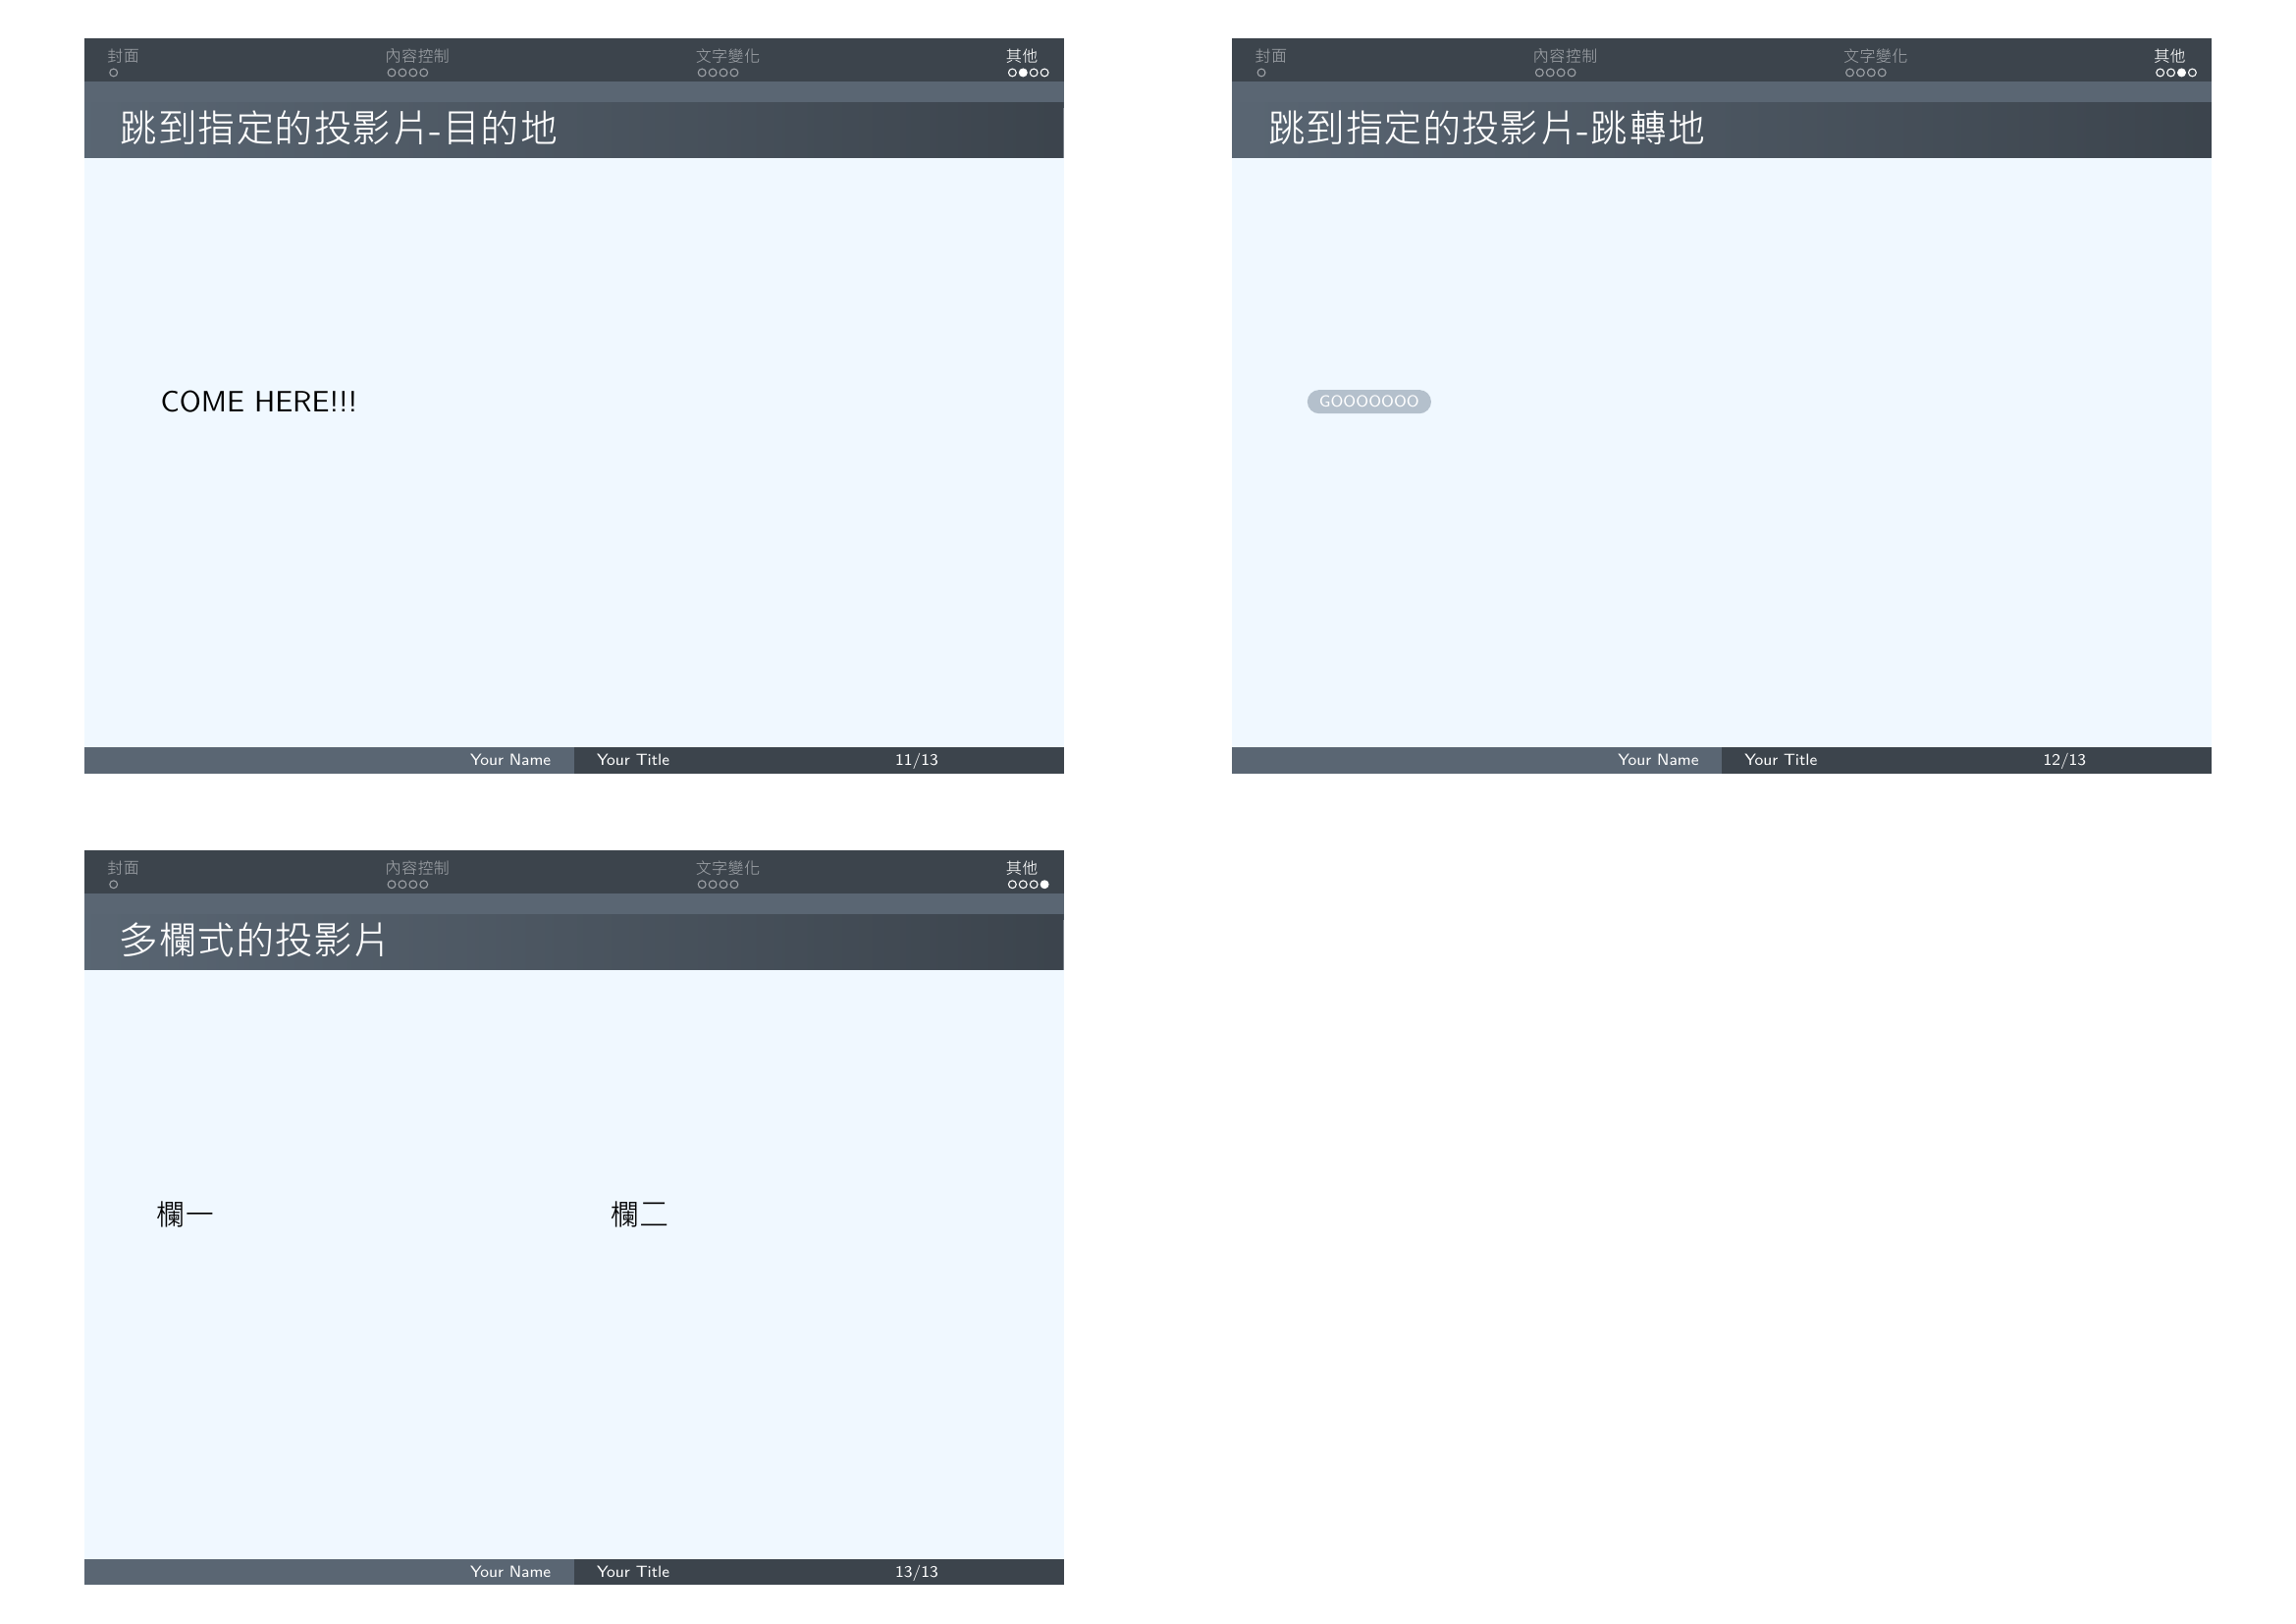 封面 內容控制 文字變化 其他
跳到指定的投影片-目的地
COME HERE!!!
Your Name Your Title 11/13
封面 內容控制 文字變化 其他
跳到指定的投影片-跳轉地
GOOOOOOO
Your Name Your Title 12/13
封面 內容控制 文字變化 其他
多欄式的投影片
欄一 欄二
Your Name Your Title 13/13